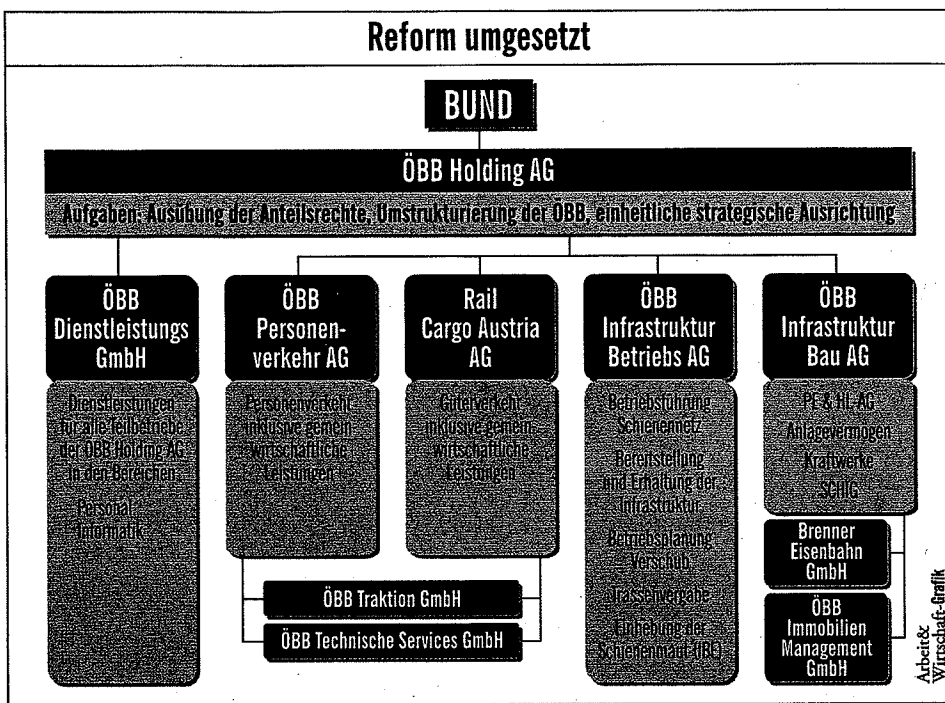 Reform umgesetzt
BUND
ÖBB Holding AG
Aufgaben: Ausübung der Anteilsrechte, Umstrukturierung der ÖBB, einheitliche strategische Ausrichtung
ÖBB
Dienstleistungs
GmbH
Dienstleistungen
für alle Teilbetriebe
der ÖBB Holding AG
in den Bereichen
Personal
Informatik
ÖBB
Personen-
verkehr AG
Personenverkehr
inklusive gemein
wirtschaftliche
Leistungen
Rail
Cargo Austria
AG
Güterverkehr
inklusive gemein
wirtschaftliche
Leistungen
ÖBB Traktion GmbH
ÖBB Technische Services GmbH
ÖBB
Infrastruktur
Betriebs AG
Betriebsführung
Schienennetz
Bereitstellung
und Erhaltung der
Infrastruktur
Betriebsplanung
Verschub
Trassenvergabe
Einhebung der
Schienenmaut (IBE)
ÖBB
Infrastruktur
Bau AG
PE & HL AG
Anlagevermögen
Kraftwerke
SCHIG
Brenner
Eisenbahn
GmbH
ÖBB
Immobilien
Management
GmbH
Arbeit&
Wirtschaft-Grafik